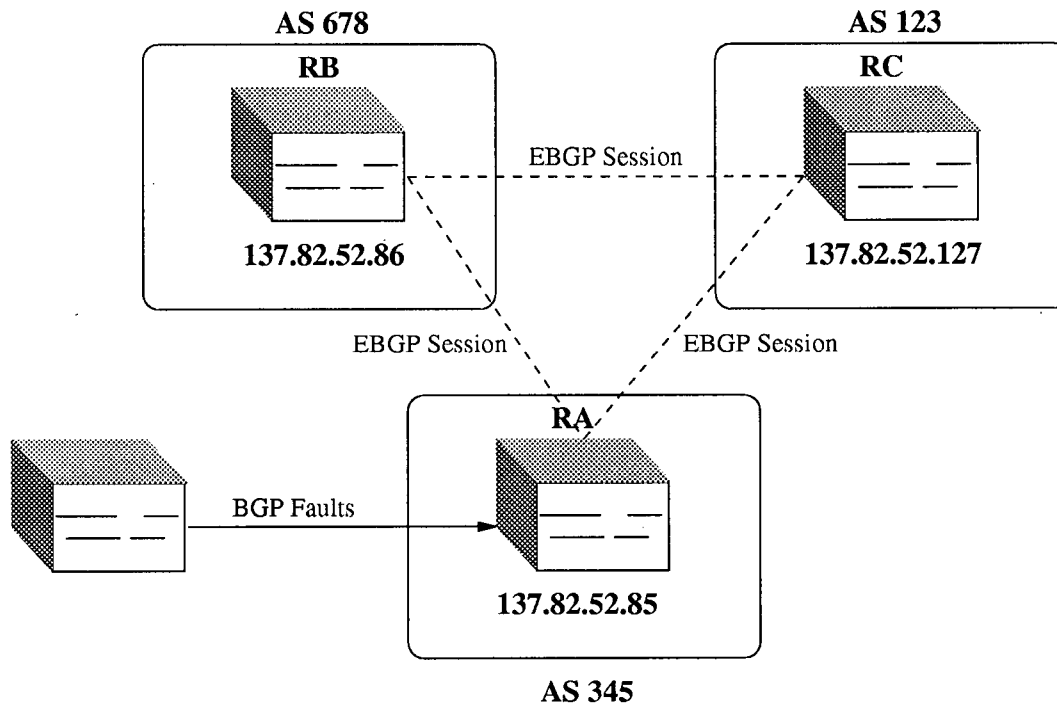 AS 678
AS 123
RB
RC
EBGP Session
137.82.52.86
137.82.52.127
EBGP Session
EBGP Session
RA
BGP Faults
137.82.52.85
AS 345